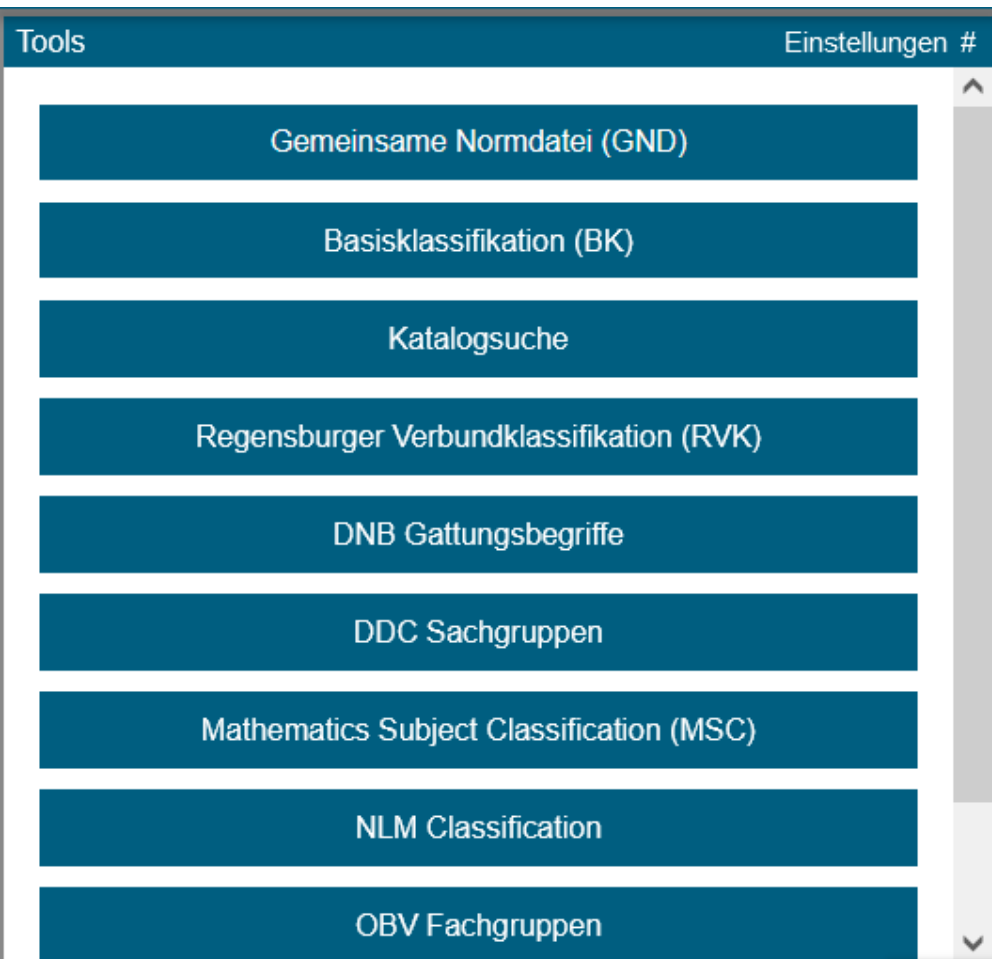 Tools
Einstellungen #
Gemeinsame Normdatei (GND)
Basisklassifikation (BK)
Katalogsuche
Regensburger Verbundklassifikation (RVK)
DNB Gattungsbegriffe
DDC Sachgruppen
Mathematics Subject Classification (MSC)
NLM Classification
OBV Fachgruppen